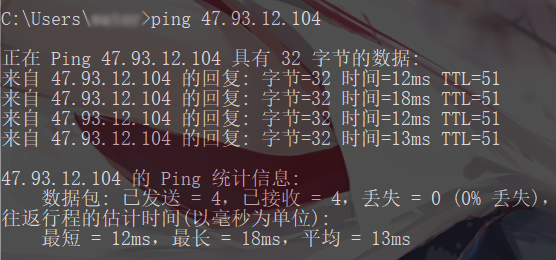 C:\Users\>ping 47.93.12.104
正在 Ping 47.93.12.104 具有 32 字节的数据:
来自 47.93.12.104 的回复: 字节=32 时间=12ms TTL=51
来自 47.93.12.104 的回复: 字节=32 时间=18ms TTL=51
来自 47.93.12.104 的回复: 字节=32 时间=12ms TTL=51
来自 47.93.12.104 的回复: 字节=32 时间=13ms TTL=51
47.93.12.104 的 Ping 统计信息:
数据包: 已发送 = 4，已接收 = 4，丢失 = 0 (0% 丢失)，
往返行程的估计时间(以毫秒为单位):
最短 = 12ms，最长 = 18ms，平均 = 13ms